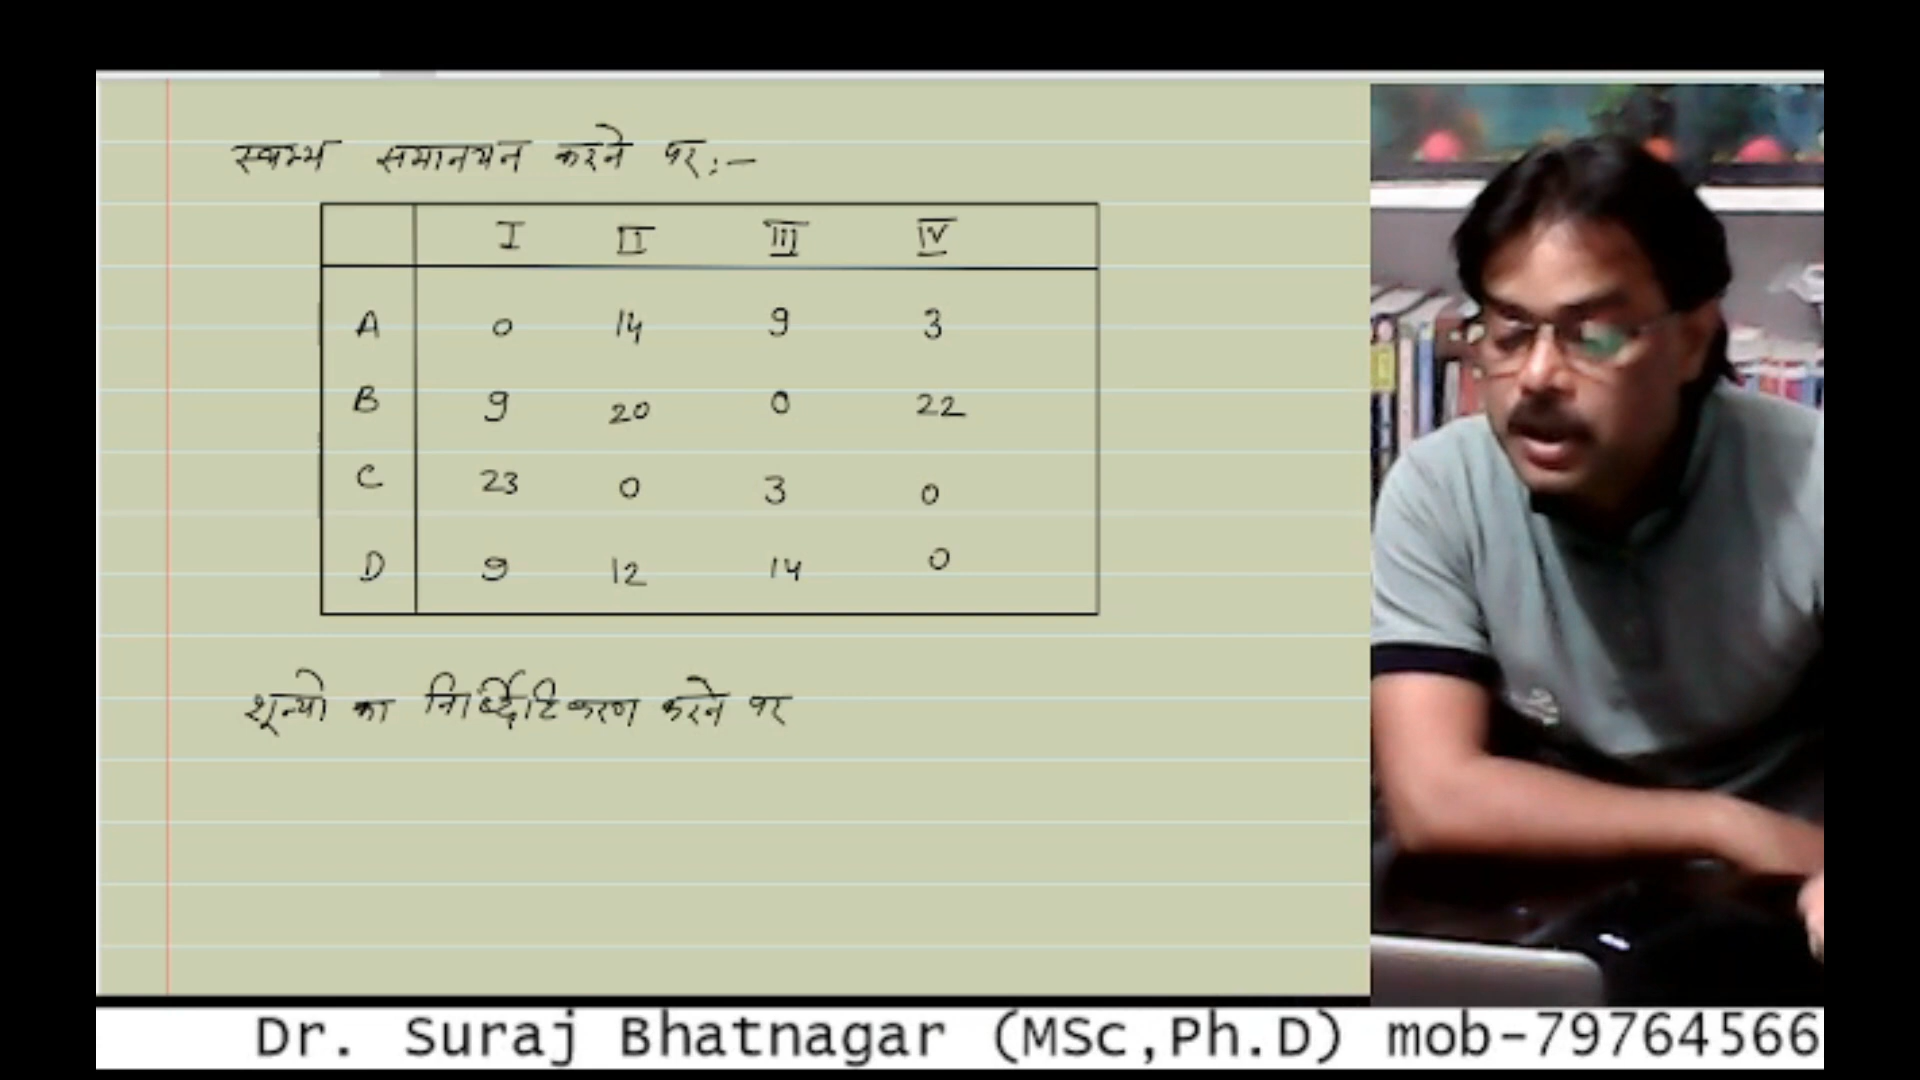 स्तम्भ समानयन करने पर:-
I II III IV
A 0 14 9 3
B 9 20 0 22
C 23 0 3 0
D 9 12 14 0
शून्यो का निर्दिष्टिकरण करने पर
Dr. Suraj Bhatnagar (MSc,Ph.D) mob-79764566